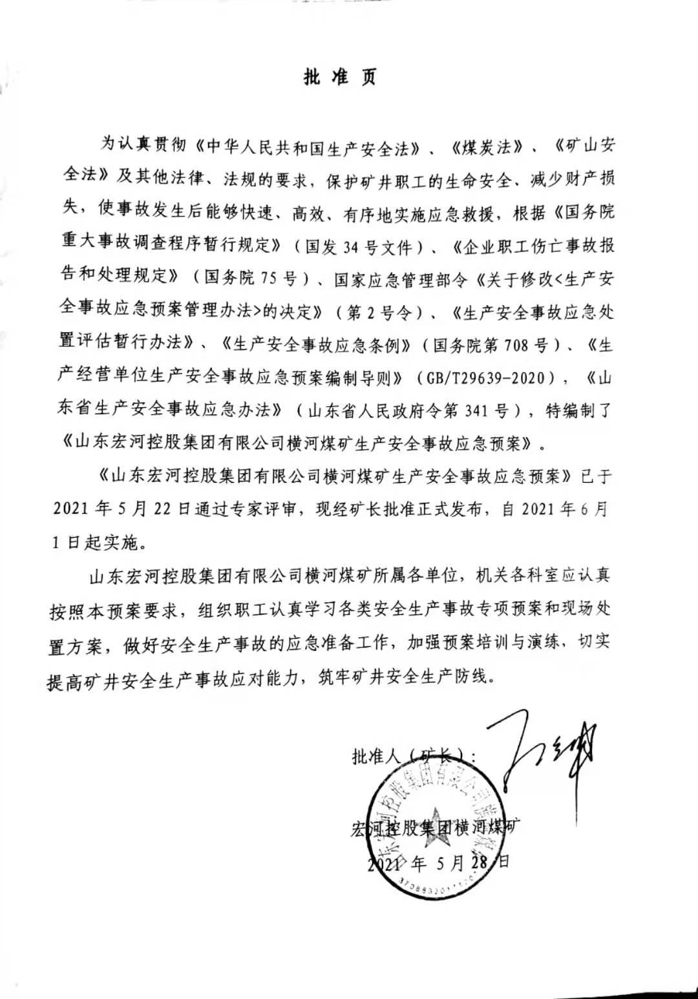 批准页
为认真贯彻《中华人民共和国生产安全法》、《煤炭法》、《矿山安
全法》及其他法律、法规的要求，保护矿井职工的生命安全、减少财产损
失，使事故发生后能够快速、高效、有序地实施应急救援，根据《国务院
重大事故调查程序暂行规定》（国发 34 号文件）、《企业职工伤亡事故报
告和处理规定》（国务院 75 号）、国家应急管理部令《关于修改<生产安
全事故应急预案管理办法>的决定》（第 2 号令）、《生产安全事故应急处
置评估暂行办法》、《生产安全事故应急条例》（国务院第 708 号）、《生
产经营单位生产安全事故应急预案编制导则》（GB/T29639-2020），《山
东省生产安全事故应急办法》（山东省人民政府令第 341 号），特编制了
《山东宏河控股集团有限公司横河煤矿生产安全事故应急预案》。
《山东宏河控股集团有限公司横河煤矿生产安全事故应急预案》已于
2021 年 5 月 22 日通过专家评审，现经矿长批准正式发布，自 2021 年 6 月
1 日起实施。
山东宏河控股集团有限公司横河煤矿所属各单位，机关各科室应认真
按照本预案要求，组织职工认真学习各类安全生产事故专项预案和现场处
置方案，做好安全生产事故的应急准备工作，加强预案培训与演练，切实
提高矿井安全生产事故应对能力，筑牢矿井安全生产防线。
批准人（矿长）：
山东宏河控股集团有限公司横河煤矿
宏河控股集团横河煤矿
2021 年 5 月 28 日